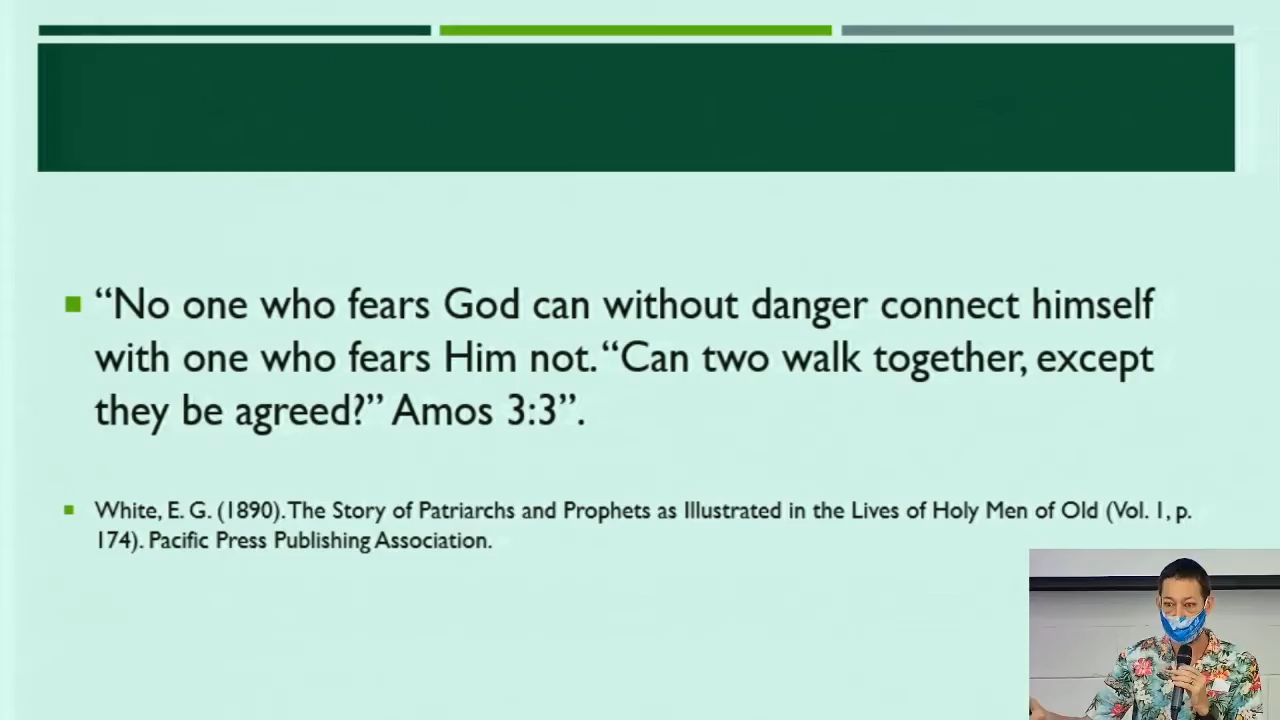 “No one who fears God can without danger connect himself
with one who fears Him not. “Can two walk together, except
they be agreed?” Amos 3:3”.
White, E. G. (1890). The Story of Patriarchs and Prophets as Illustrated in the Lives of Holy Men of Old (Vol. 1, p.
174). Pacific Press Publishing Association.